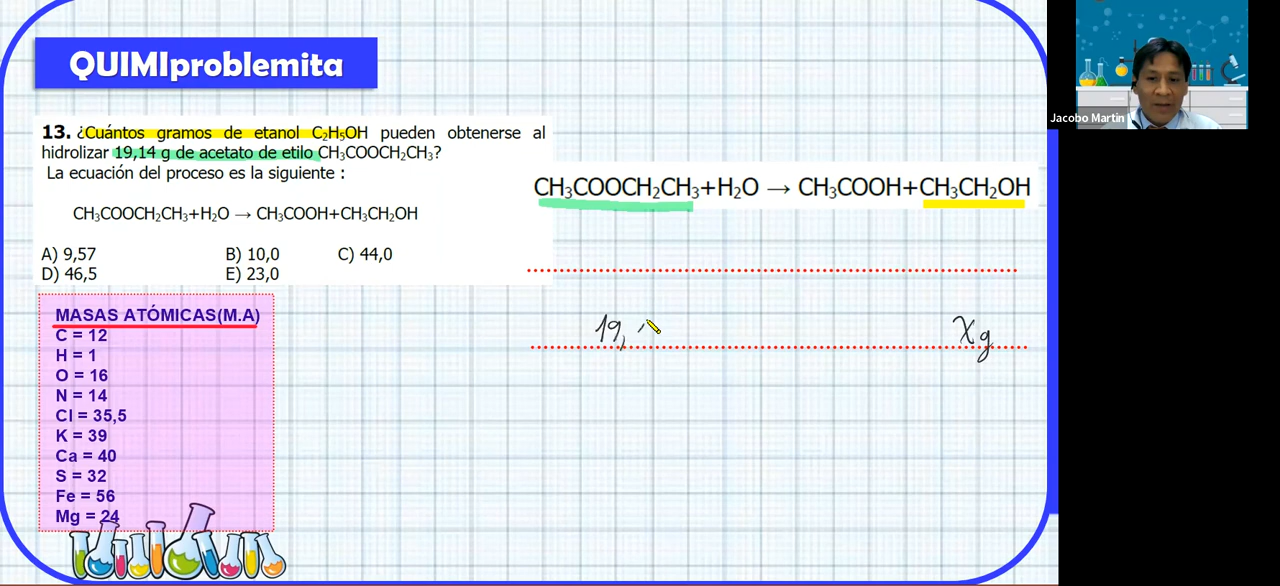 QUIMIproblemita
13. ¿Cuántos gramos de etanol C₂H₅OH pueden obtenerse al
hidrolizar 19,14 g de acetato de etilo CH₃COOCH₂CH₃?
La ecuación del proceso es la siguiente :
CH₃COOCH₂CH₃+H₂O → CH₃COOH+CH₃CH₂OH
A) 9,57 B) 10,0 C) 44,0
D) 46,5 E) 23,0
CH₃COOCH₂CH₃+H₂O → CH₃COOH+CH₃CH₂OH
19, X g
MASAS ATÓMICAS(M.A)
C = 12
H = 1
O = 16
N = 14
Cl = 35,5
K = 39
Ca = 40
S = 32
Fe = 56
Mg = 24
Jacobo Martin